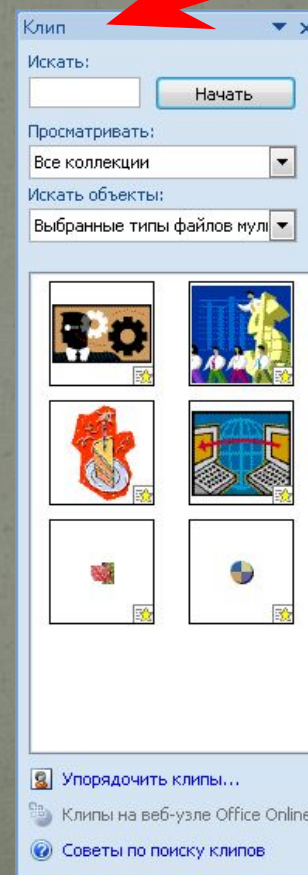 Клип
Искать:
Начать
Просматривать:
Все коллекции
Искать объекты:
Выбранные типы файлов мул
Упорядочить клипы...
Клипы на веб-узле Office Online
Советы по поиску клипов